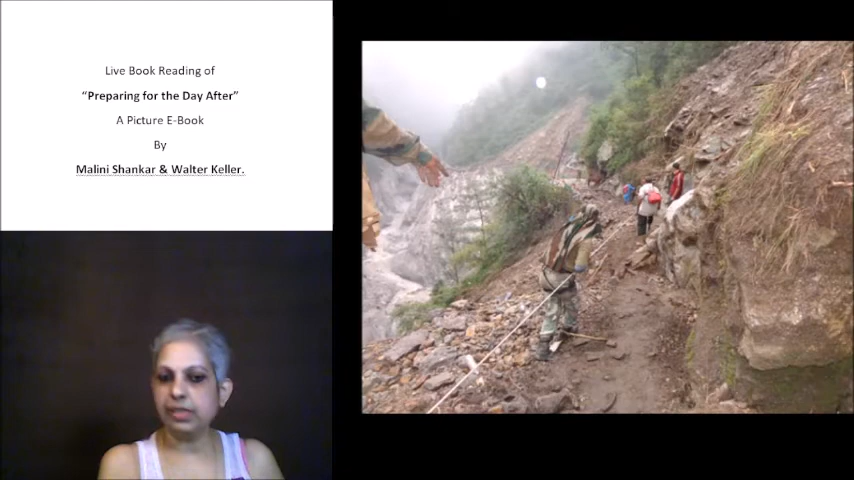 Live Book Reading of
“Preparing for the Day After”
A Picture E-Book
By
Malini Shankar & Walter Keller.